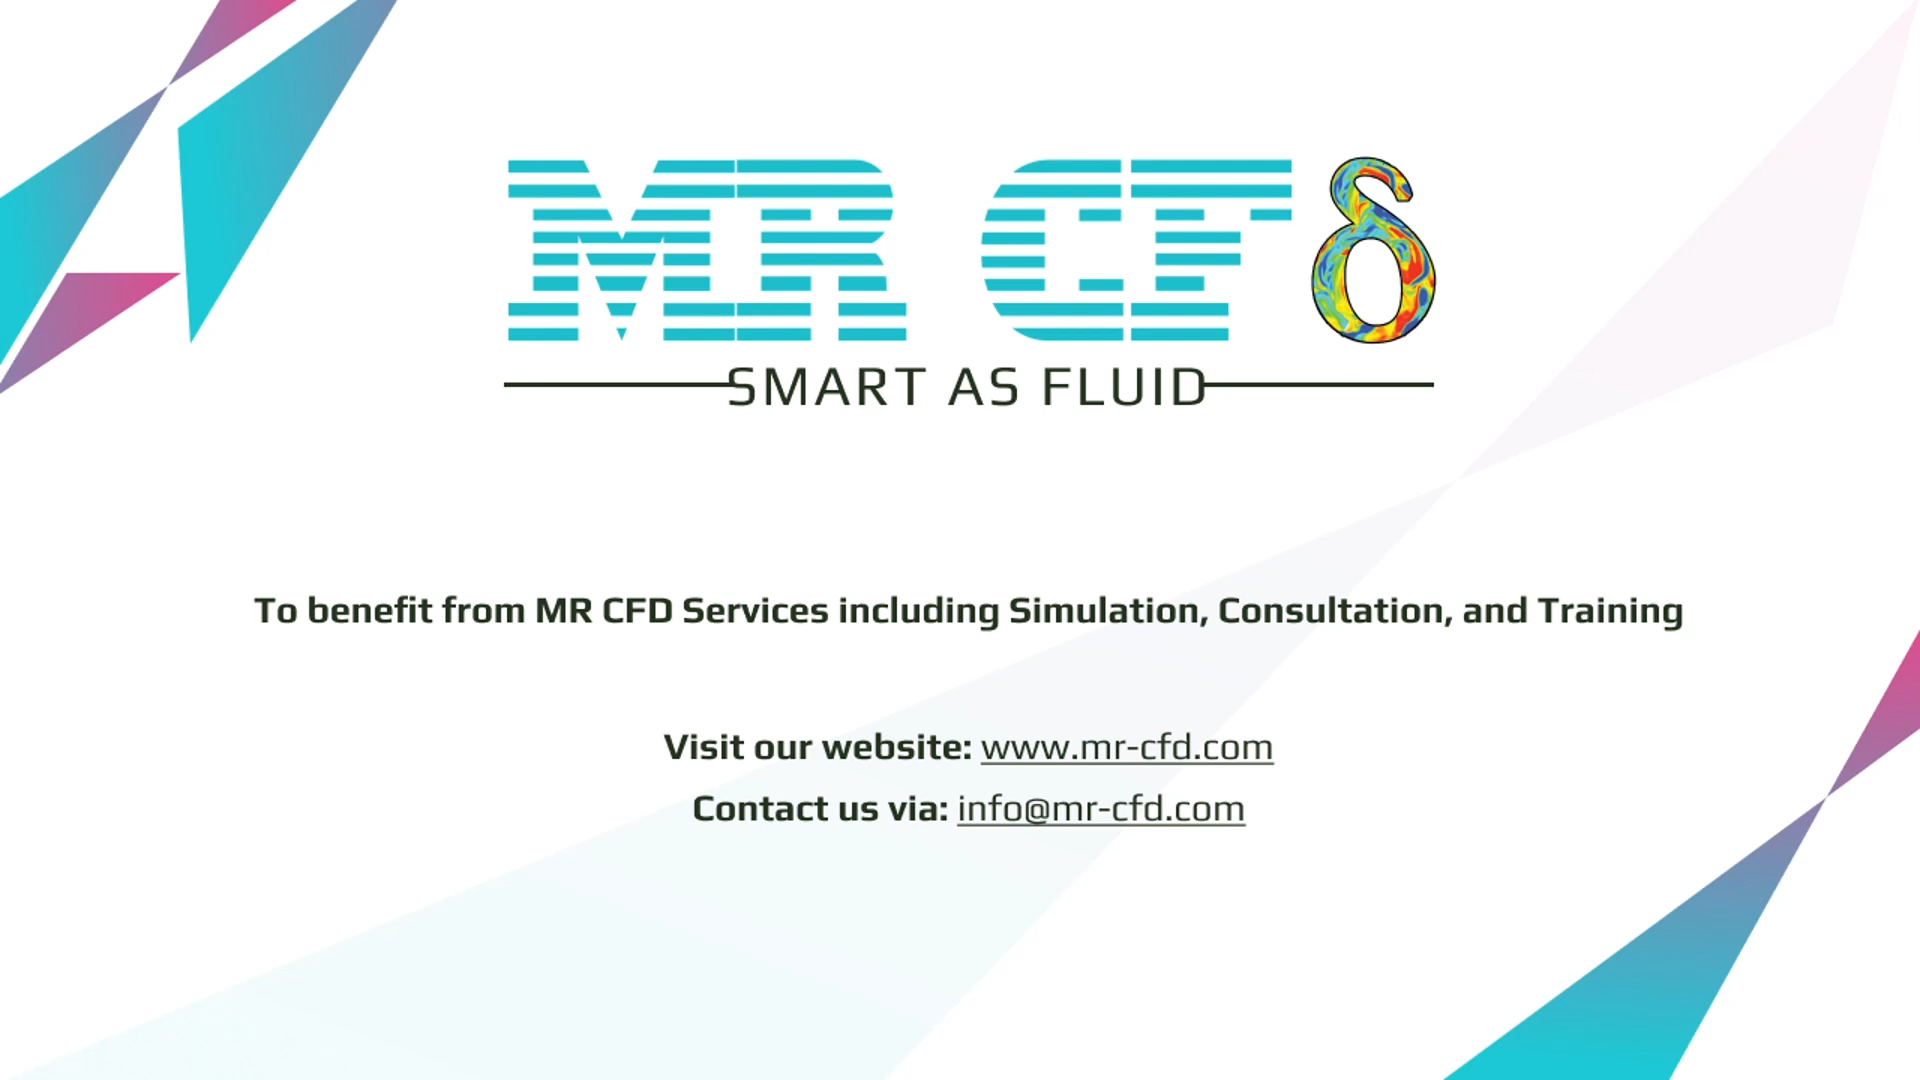 MR CFδ
SMART AS FLUID
To benefit from MR CFD Services including Simulation, Consultation, and Training
Visit our website: www.mr-cfd.com
Contact us via: info@mr-cfd.com